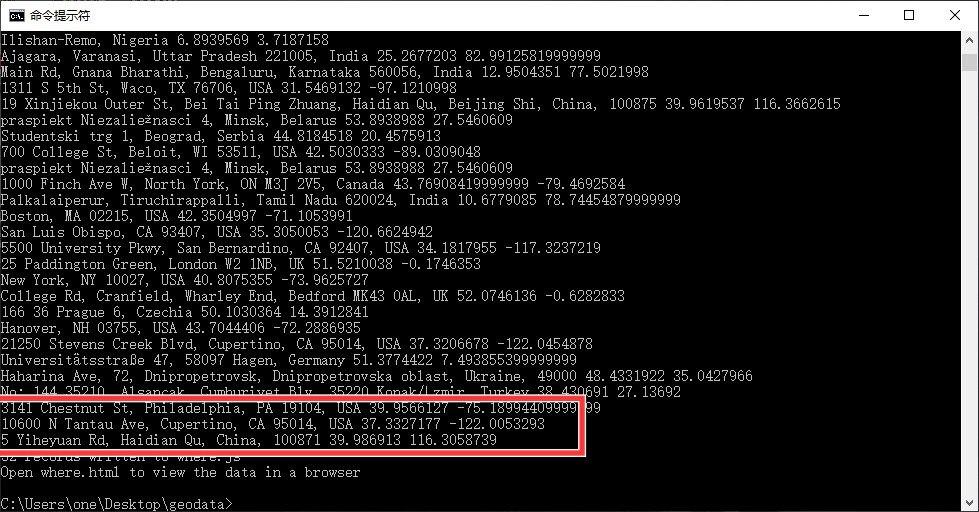 命令提示符
Ilishan-Remo, Nigeria 6.8939569 3.7187158
Ajagara, Varanasi, Uttar Pradesh 221005, India 25.2677203 82.99125819999999
Main Rd, Gnana Bharathi, Bengaluru, Karnataka 560056, India 12.9504351 77.5021998
1311 S 5th St, Waco, TX 76706, USA 31.5469132 -97.1210998
19 Xinjiekou Outer St, Bei Tai Ping Zhuang, Haidian Qu, Beijing Shi, China, 100875 39.9619537 116.3662615
praspiekt Niezaliežnasci 4, Minsk, Belarus 53.8938988 27.5460609
Studentski trg 1, Beograd, Serbia 44.8184518 20.4575913
700 College St, Beloit, WI 53511, USA 42.5030333 -89.0309048
praspiekt Niezaliežnasci 4, Minsk, Belarus 53.8938988 27.5460609
1000 Finch Ave W, North York, ON M3J 2V5, Canada 43.76908419999999 -79.4692584
Palkalaiperur, Tiruchirappalli, Tamil Nadu 620024, India 10.6779085 78.74454879999999
Boston, MA 02215, USA 42.3504997 -71.1053991
San Luis Obispo, CA 93407, USA 35.3050053 -120.6624942
5500 University Pkwy, San Bernardino, CA 92407, USA 34.1817955 -117.3237219
25 Paddington Green, London W2 1NB, UK 51.5210038 -0.1746353
New York, NY 10027, USA 40.8075355 -73.9625727
College Rd, Cranfield, Wharley End, Bedford MK43 0AL, UK 52.0746136 -0.6282833
166 36 Prague 6, Czechia 50.1030364 14.3912841
Hanover, NH 03755, USA 43.7044406 -72.2886935
21250 Stevens Creek Blvd, Cupertino, CA 95014, USA 37.3206678 -122.0454878
Universitätsstraße 47, 58097 Hagen, Germany 51.3774422 7.493855399999999
Haharina Ave, 72, Dnipropetrovsk, Dnipropetrovska oblast, Ukraine, 49000 48.4331922 35.0427966
No: 144 35210, Alsancak, Cumhuriyet Blv, 35220 Konak/İzmir, Turkey 38.430691 27.13692
3141 Chestnut St, Philadelphia, PA 19104, USA 39.9566127 -75.18994409999999
10600 N Tantau Ave, Cupertino, CA 95014, USA 37.3327177 -122.0053293
5 Yiheyuan Rd, Haidian Qu, China, 100871 39.986913 116.3058739
52 records written to where.js
Open where.html to view the data in a browser
C:\Users\one\Desktop\geodata>